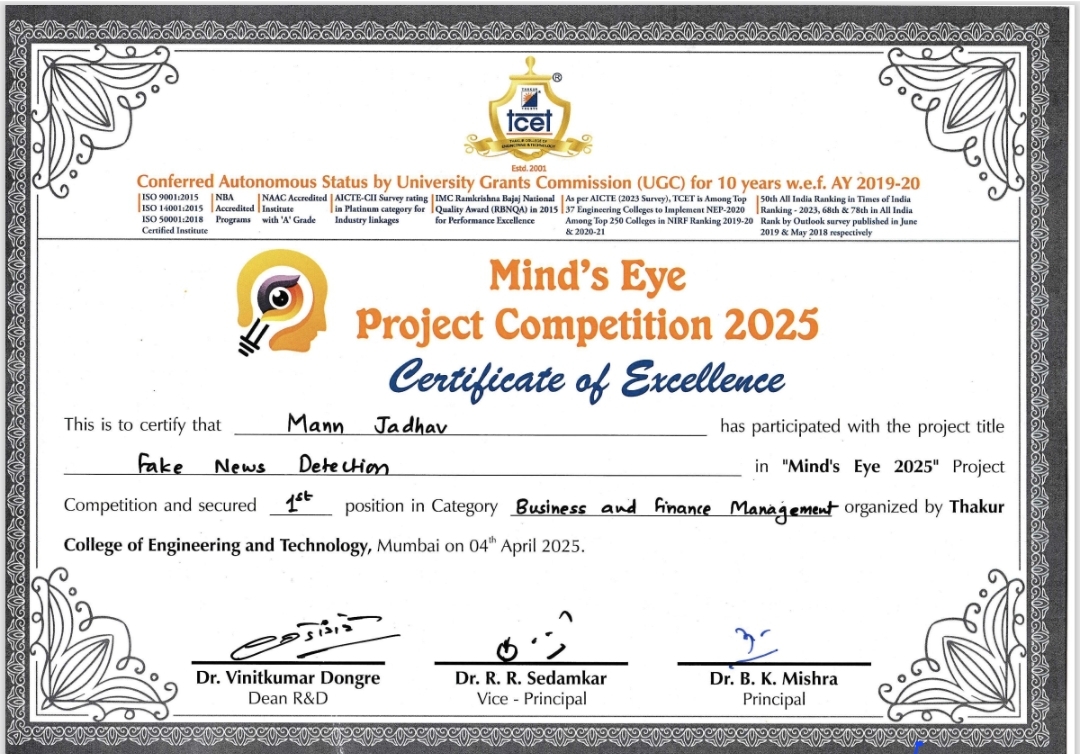 ®
tcet
THAKUR COLLEGE OF
ENGINEERING & TECHNOLOGY
Estd. 2001
Conferred Autonomous Status by University Grants Commission (UGC) for 10 years w.e.f. AY 2019-20
ISO 9001:2015
ISO 14001:2015
ISO 50001:2018
Certified Institute
NBA
Accredited
Programs
NAAC Accredited
Institute
with 'A' Grade
AICTE-CII Survey rating
in Platinum category for
Industry linkages
IMC Ramkrishna Bajaj National
Quality Award (RBNQA) in 2015
for Performance Excellence
As per AICTE (2023 Survey), TCET is Among Top
37 Engineering Colleges to Implement NEP-2020
Among Top 250 Colleges in NIRF Ranking 2019-20
& 2020-21
50th All India Ranking in Times of India
Ranking - 2023, 68th & 78th in All India
Rank by Outlook survey published in June
2019 & May 2018 respectively
Mind's Eye
Project Competition 2025
Certificate of Excellence
This is to certify that Mann Jadhav has participated with the project title
Fake News Detection in "Mind's Eye 2025" Project
Competition and secured 1st position in Category Business and Finance Management organized by Thakur
College of Engineering and Technology, Mumbai on 04th April 2025.
Dr. Vinitkumar Dongre
Dean R&D
Dr. R. R. Sedamkar
Vice - Principal
Dr. B. K. Mishra
Principal